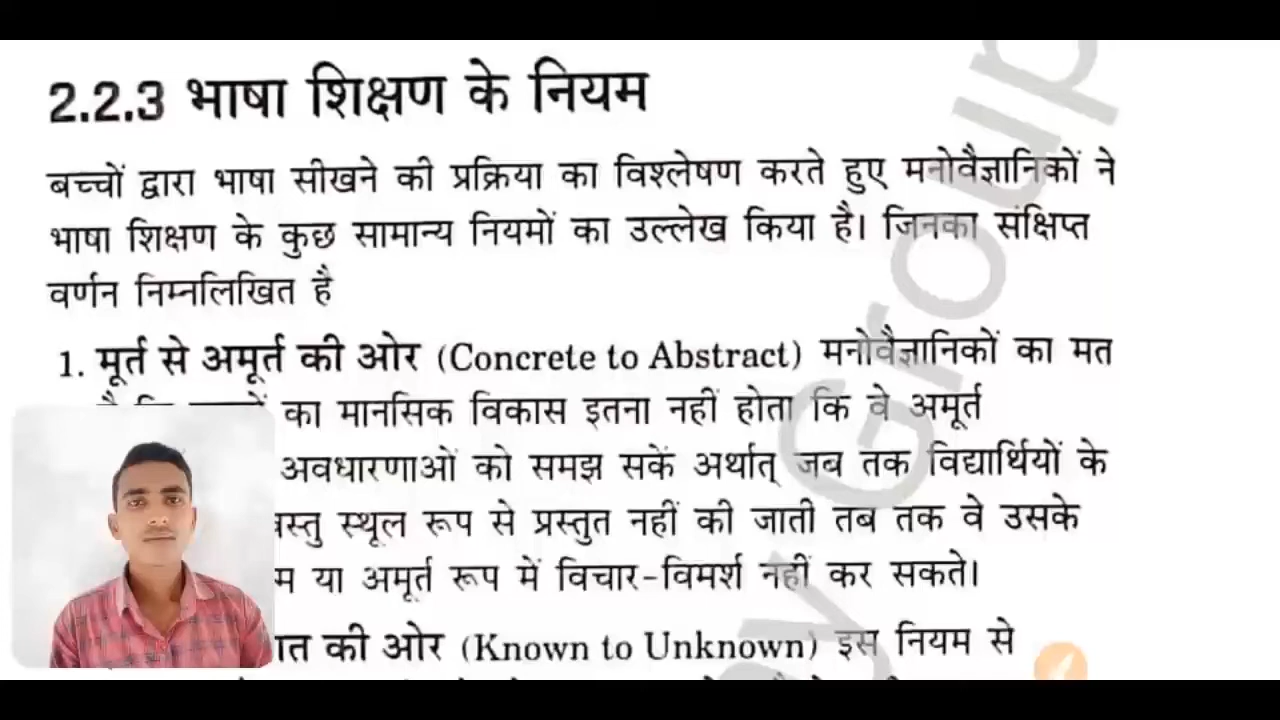 2.2.3 भाषा शिक्षण के नियम
बच्चों द्वारा भाषा सीखने की प्रक्रिया का विश्लेषण करते हुए मनोवैज्ञानिकों ने
भाषा शिक्षण के कुछ सामान्य नियमों का उल्लेख किया है। जिनका संक्षिप्त
वर्णन निम्नलिखित है
1. मूर्त से अमूर्त की ओर (Concrete to Abstract) मनोवैज्ञानिकों का मत
का मानसिक विकास इतना नहीं होता कि वे अमूर्त
अवधारणाओं को समझ सकें अर्थात् जब तक विद्यार्थियों के
स्थूल रूप से प्रस्तुत नहीं की जाती तब तक वे उसके
या अमूर्त रूप में विचार-विमर्श नहीं कर सकते।
की ओर (Known to Unknown) इस नियम से
Group